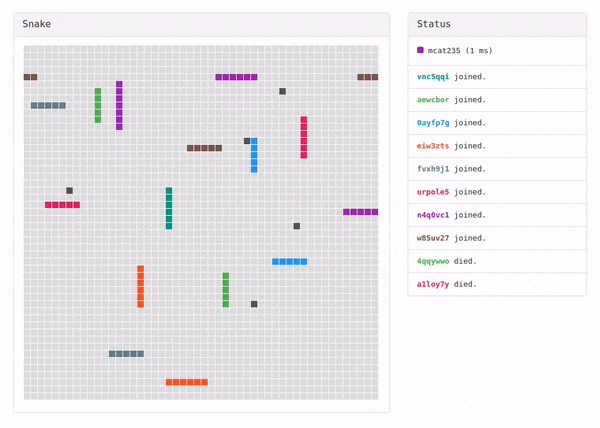 Snake
Status
mcat235 (1 ms)
vnc5qqi joined.
aewcbor joined.
0ayfp7g joined.
eiw3zts joined.
fvxh9j1 joined.
urpole5 joined.
n4q0vc1 joined.
w85uv27 joined.
4qqywwo died.
a1loy7y died.